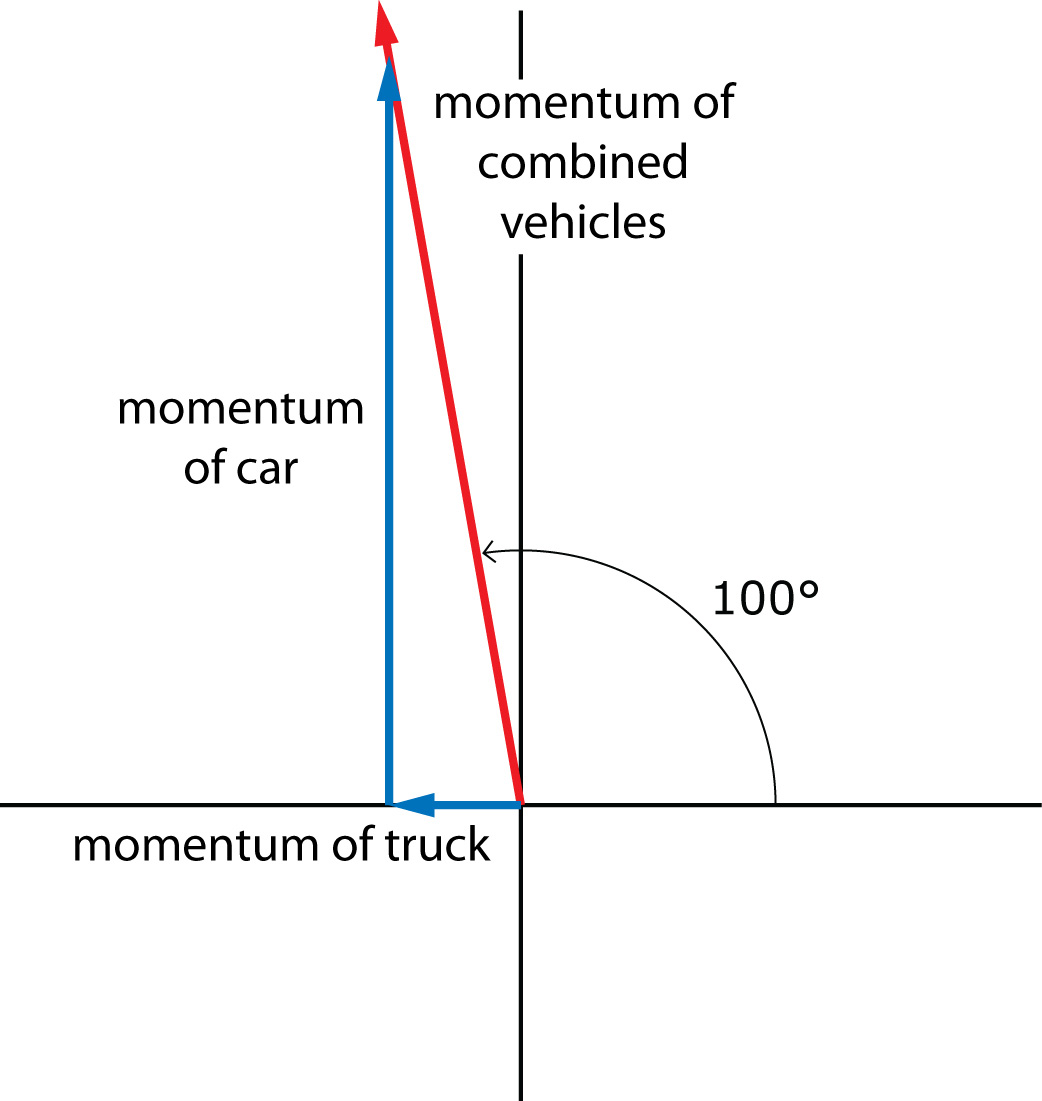 momentum of
combined
vehicles
momentum
of car
100°
momentum of truck